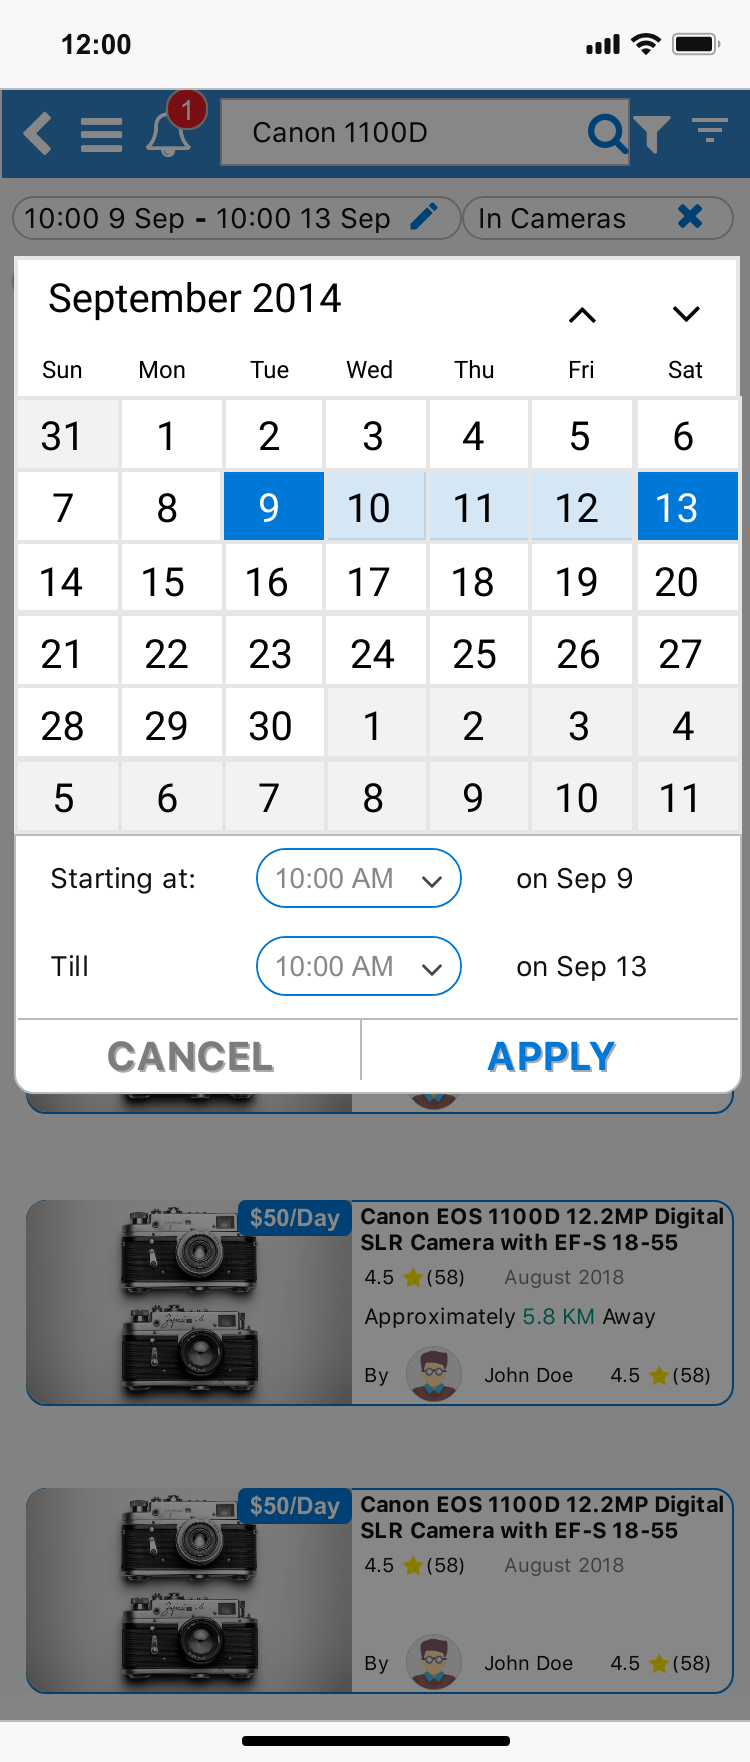 12:00
1
Canon 1100D
10:00 9 Sep - 10:00 13 Sep
In Cameras
September 2014
Sun Mon Tue Wed Thu Fri Sat
31 1 2 3 4 5 6
7 8 9 10 11 12 13
14 15 16 17 18 19 20
21 22 23 24 25 26 27
28 29 30 1 2 3 4
5 6 7 8 9 10 11
Starting at: 10:00 AM on Sep 9
Till 10:00 AM on Sep 13
CANCEL APPLY
$50/Day
Canon EOS 1100D 12.2MP Digital
SLR Camera with EF-S 18-55
4.5 (58) August 2018
Approximately 5.8 KM Away
By John Doe 4.5 (58)
$50/Day
Canon EOS 1100D 12.2MP Digital
SLR Camera with EF-S 18-55
4.5 (58) August 2018
By John Doe 4.5 (58)